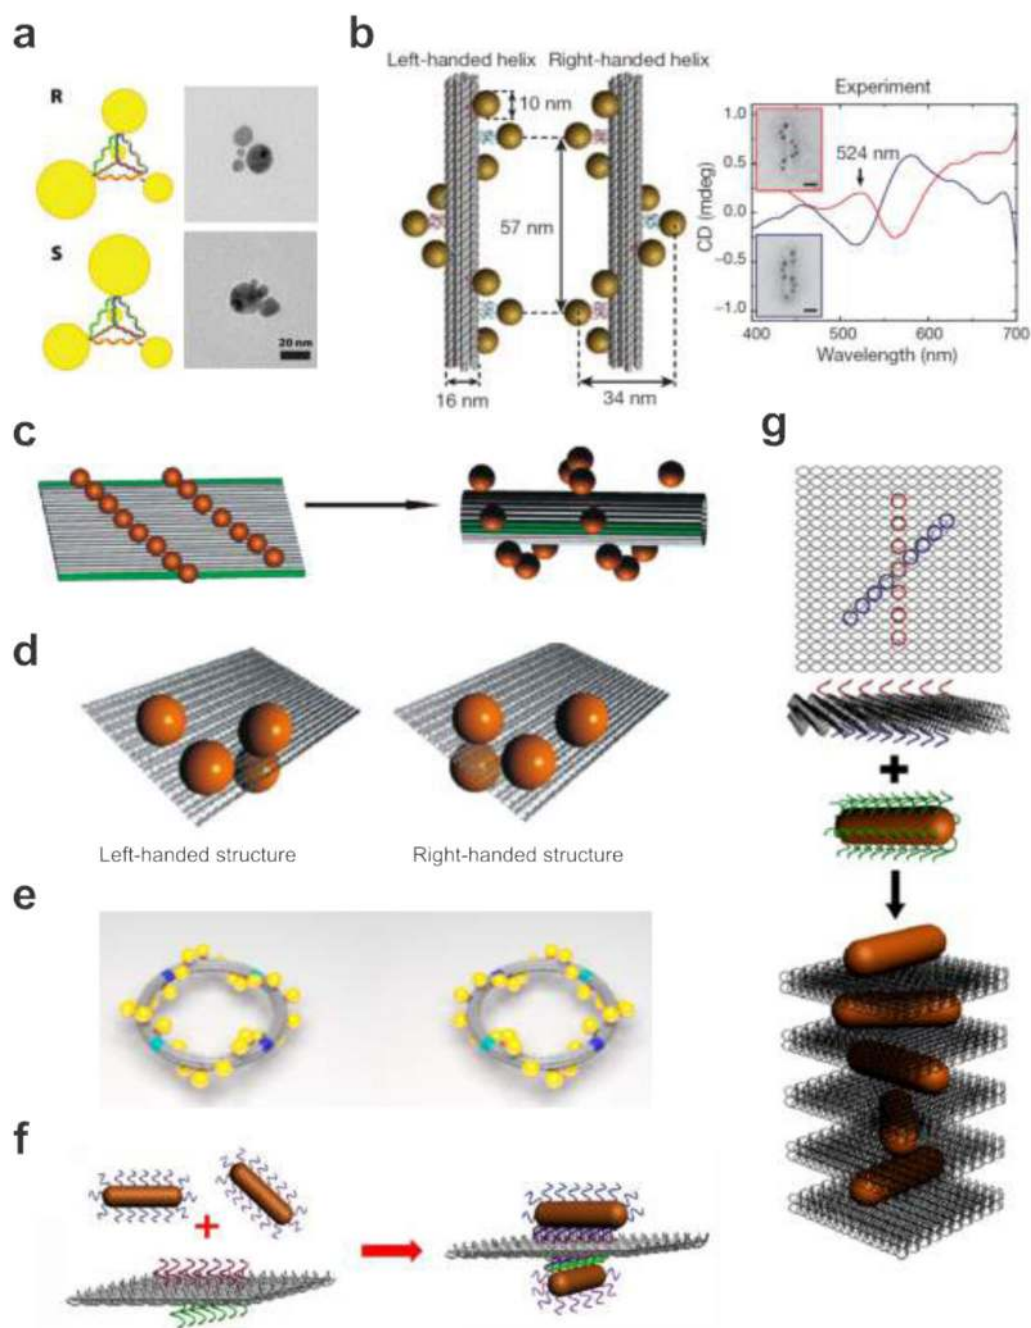 a
R
S
20 nm
b
Left-handed helix
Right-handed helix
10 nm
57 nm
16 nm
34 nm
Experiment
524 nm
CD (mdeg)
1.0
0.5
0.0
−0.5
−1.0
400
500
600
700
Wavelength (nm)
c
d
Left-handed structure
Right-handed structure
e
f
g